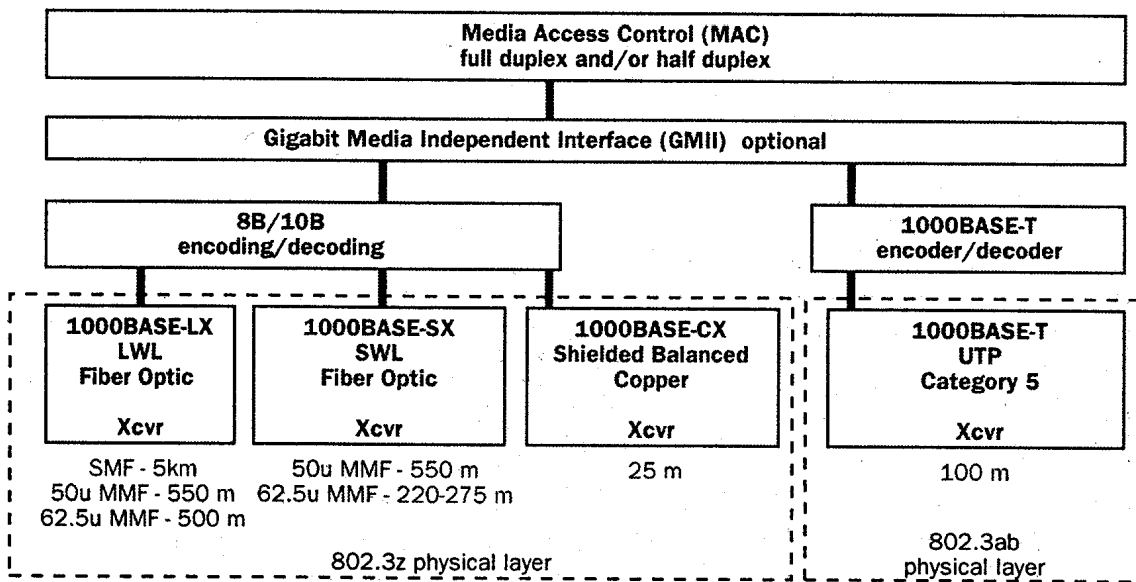 Media Access Control (MAC)
full duplex and/or half duplex
Gigabit Media Independent Interface (GMII) optional
8B/10B
encoding/decoding
1000BASE-T
encoder/decoder
1000BASE-LX
LWL
Fiber Optic
Xcvr
1000BASE-SX
SWL
Fiber Optic
Xcvr
1000BASE-CX
Shielded Balanced
Copper
Xcvr
1000BASE-T
UTP
Category 5
Xcvr
SMF - 5km
50u MMF - 550 m
62.5u MMF - 500 m
50u MMF - 550 m
62.5u MMF - 220-275 m
25 m
100 m
802.3z physical layer
802.3ab
physical layer